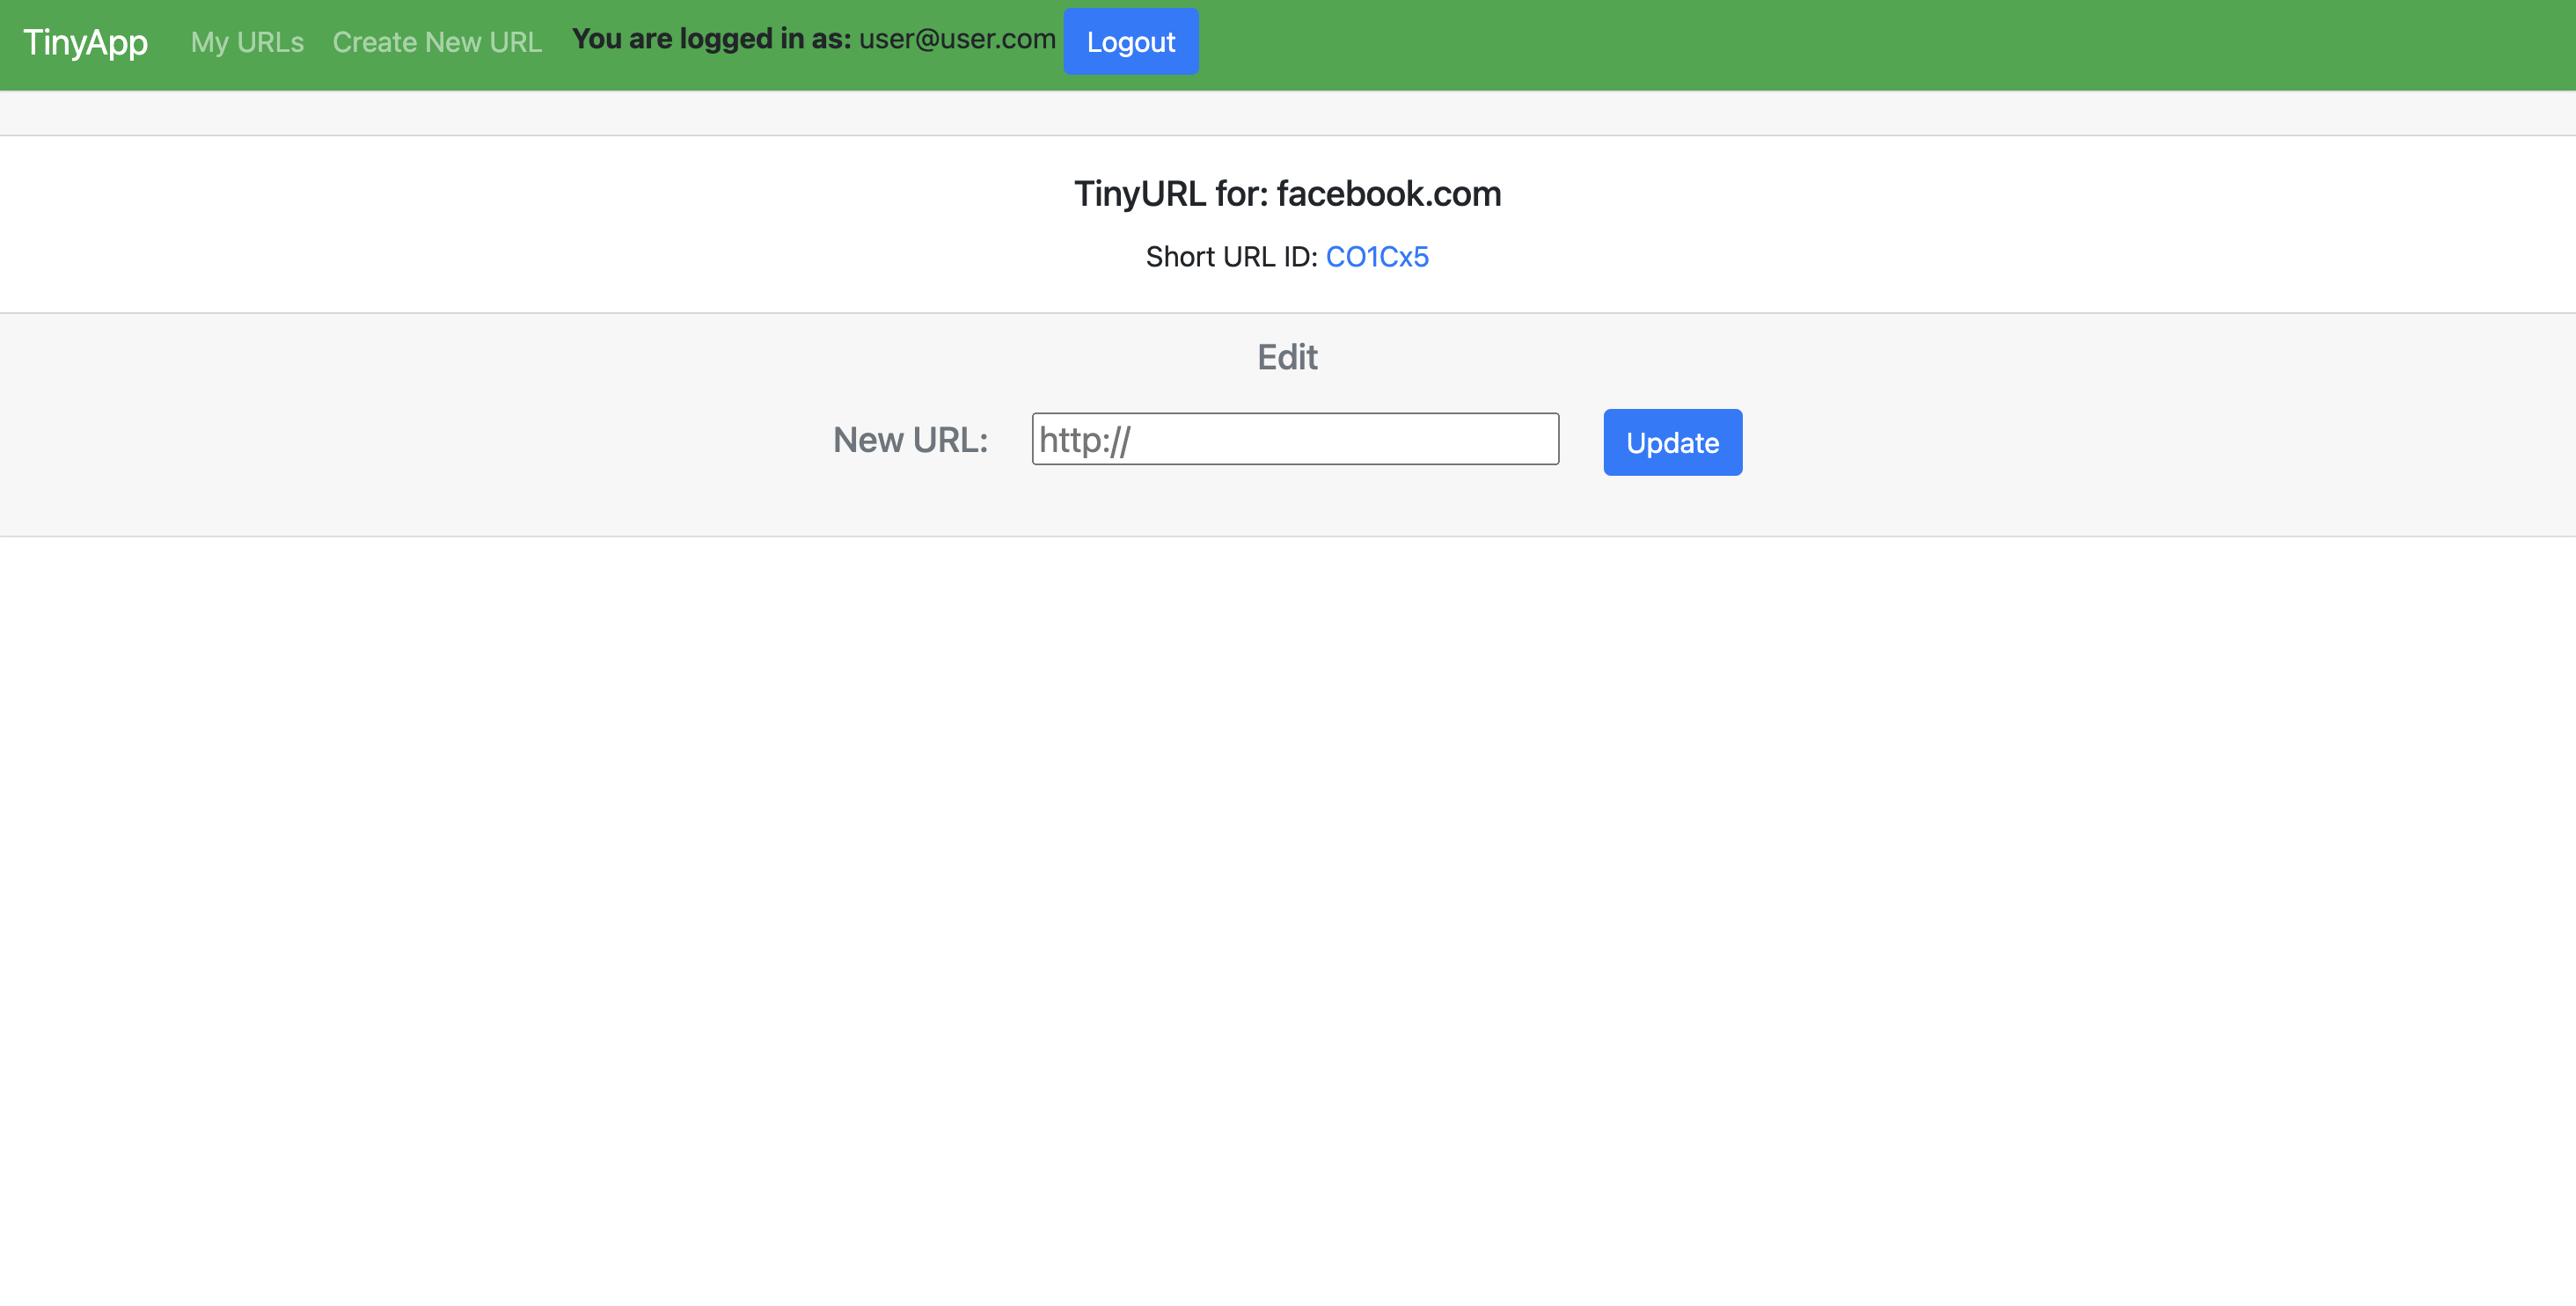 TinyApp My URLs Create New URL You are logged in as: user@user.com Logout
TinyURL for: facebook.com
Short URL ID: CO1Cx5
Edit
New URL: http:// Update